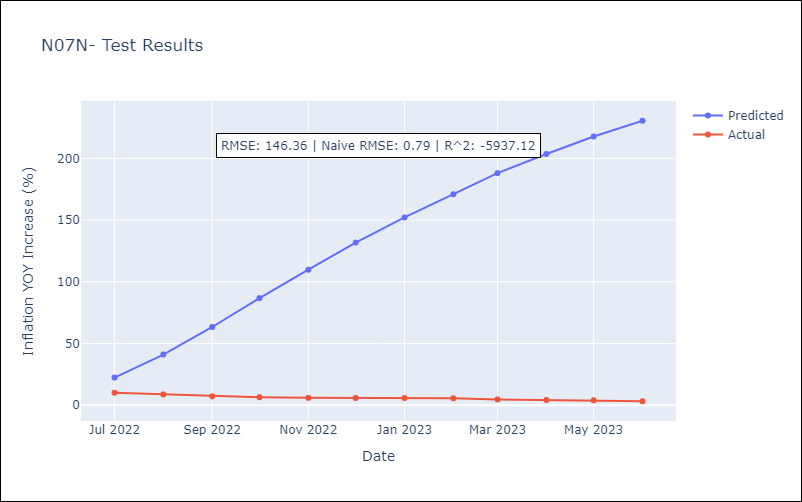 N07N- Test Results
Predicted
Actual
RMSE: 146.36 | Naive RMSE: 0.79 | R^2: -5937.12
Inflation YOY Increase (%)
200
150
100
50
0
Jul 2022 Sep 2022 Nov 2022 Jan 2023 Mar 2023 May 2023
Date